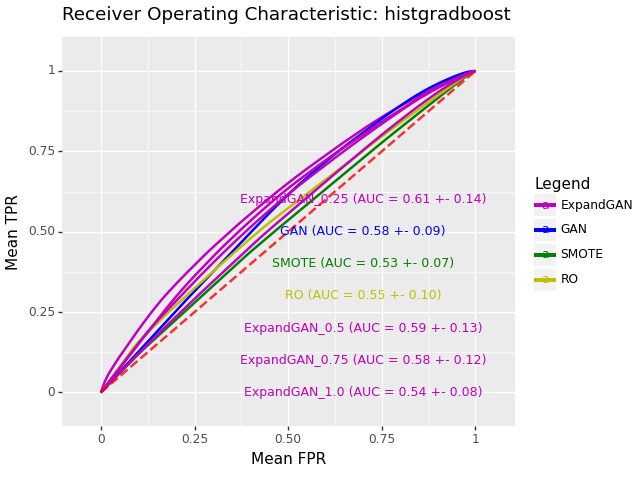 Receiver Operating Characteristic: histgradboost
Mean TPR
1
0.75
0.50
0.25
0
ExpandGAN_0.25 (AUC = 0.61 +- 0.14)
GAN (AUC = 0.58 +- 0.09)
SMOTE (AUC = 0.53 +- 0.07)
RO (AUC = 0.55 +- 0.10)
ExpandGAN_0.5 (AUC = 0.59 +- 0.13)
ExpandGAN_0.75 (AUC = 0.58 +- 0.12)
ExpandGAN_1.0 (AUC = 0.54 +- 0.08)
0 0.25 0.50 0.75 1
Mean FPR
Legend
a ExpandGAN
a GAN
a SMOTE
a RO